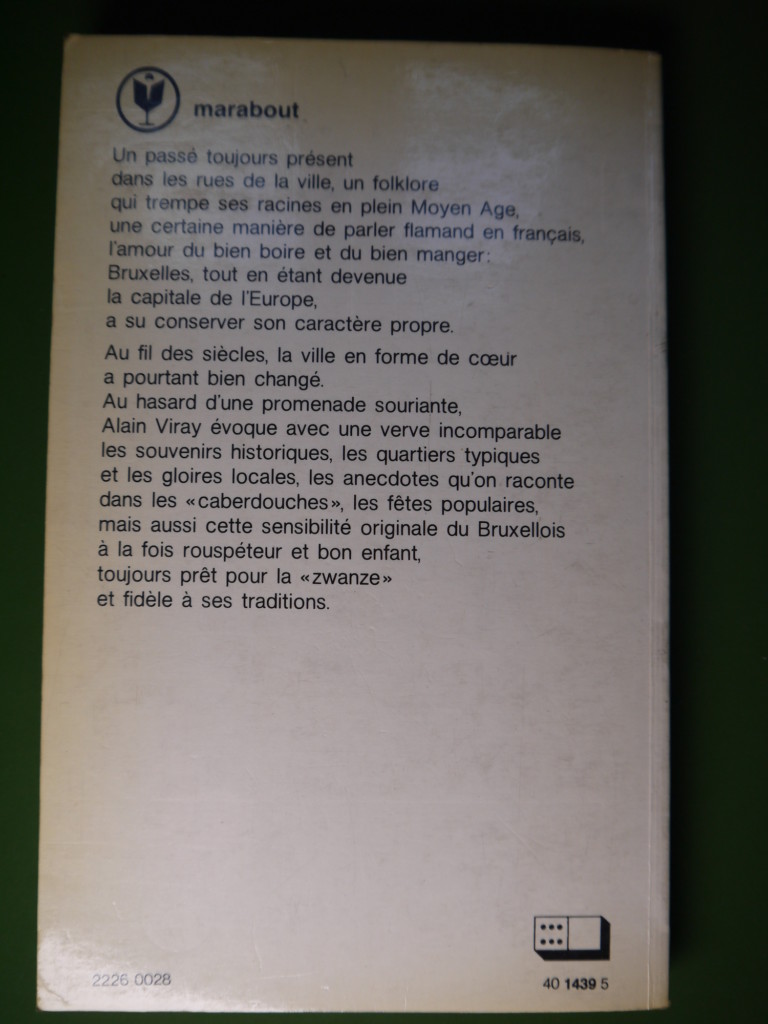 marabout
Un passé toujours présent
dans les rues de la ville, un folklore
qui trempe ses racines en plein Moyen Age,
une certaine manière de parler flamand en français,
l'amour du bien boire et du bien manger:
Bruxelles, tout en étant devenue
la capitale de l'Europe,
a su conserver son caractère propre.
Au fil des siècles, la ville en forme de cœur
a pourtant bien changé.
Au hasard d'une promenade souriante,
Alain Viray évoque avec une verve incomparable
les souvenirs historiques, les quartiers typiques
et les gloires locales, les anecdotes qu'on raconte
dans les «caberdouches», les fêtes populaires,
mais aussi cette sensibilité originale du Bruxellois
à la fois rouspéteur et bon enfant,
toujours prêt pour la «zwanze»
et fidèle à ses traditions.
2226 0028
40 1439 5